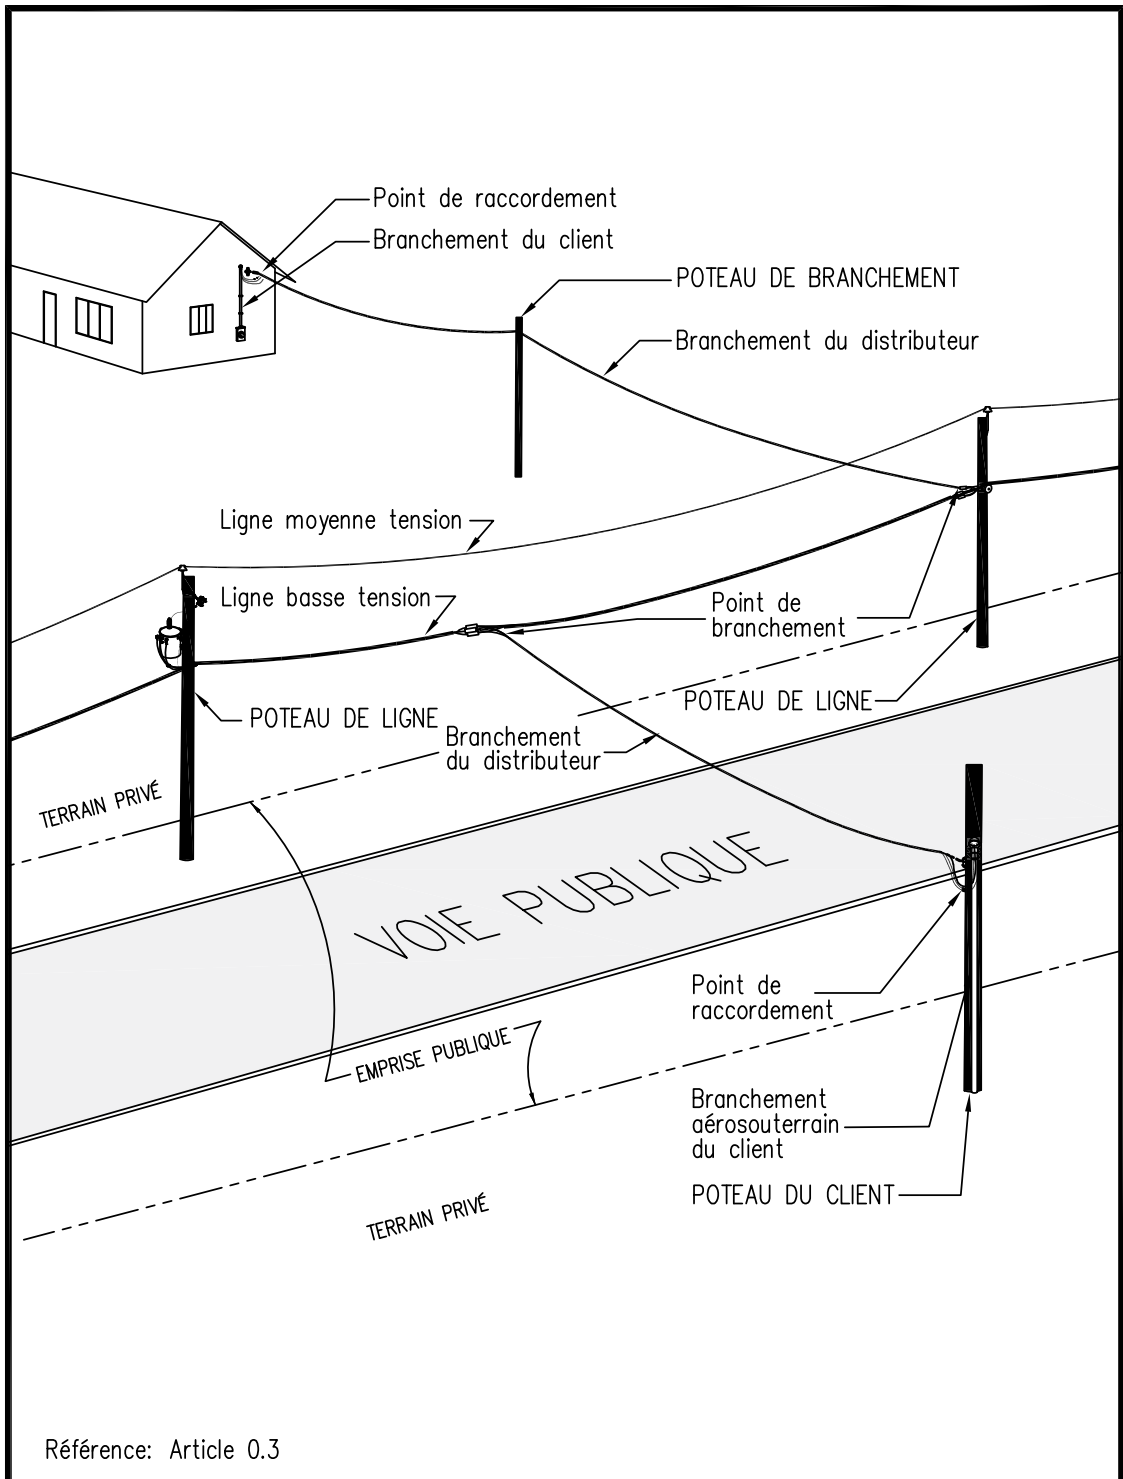 Point de raccordement
Branchement du client
POTEAU DE BRANCHEMENT
Branchement du distributeur
Ligne moyenne tension
Ligne basse tension
Point de
branchement
POTEAU DE LIGNE
POTEAU DE LIGNE
Branchement
du distributeur
TERRAIN PRIVÉ
VOIE PUBLIQUE
Point de
raccordement
EMPRISE PUBLIQUE
Branchement
aérosouterrain
du client
POTEAU DU CLIENT
TERRAIN PRIVÉ
Référence: Article 0.3